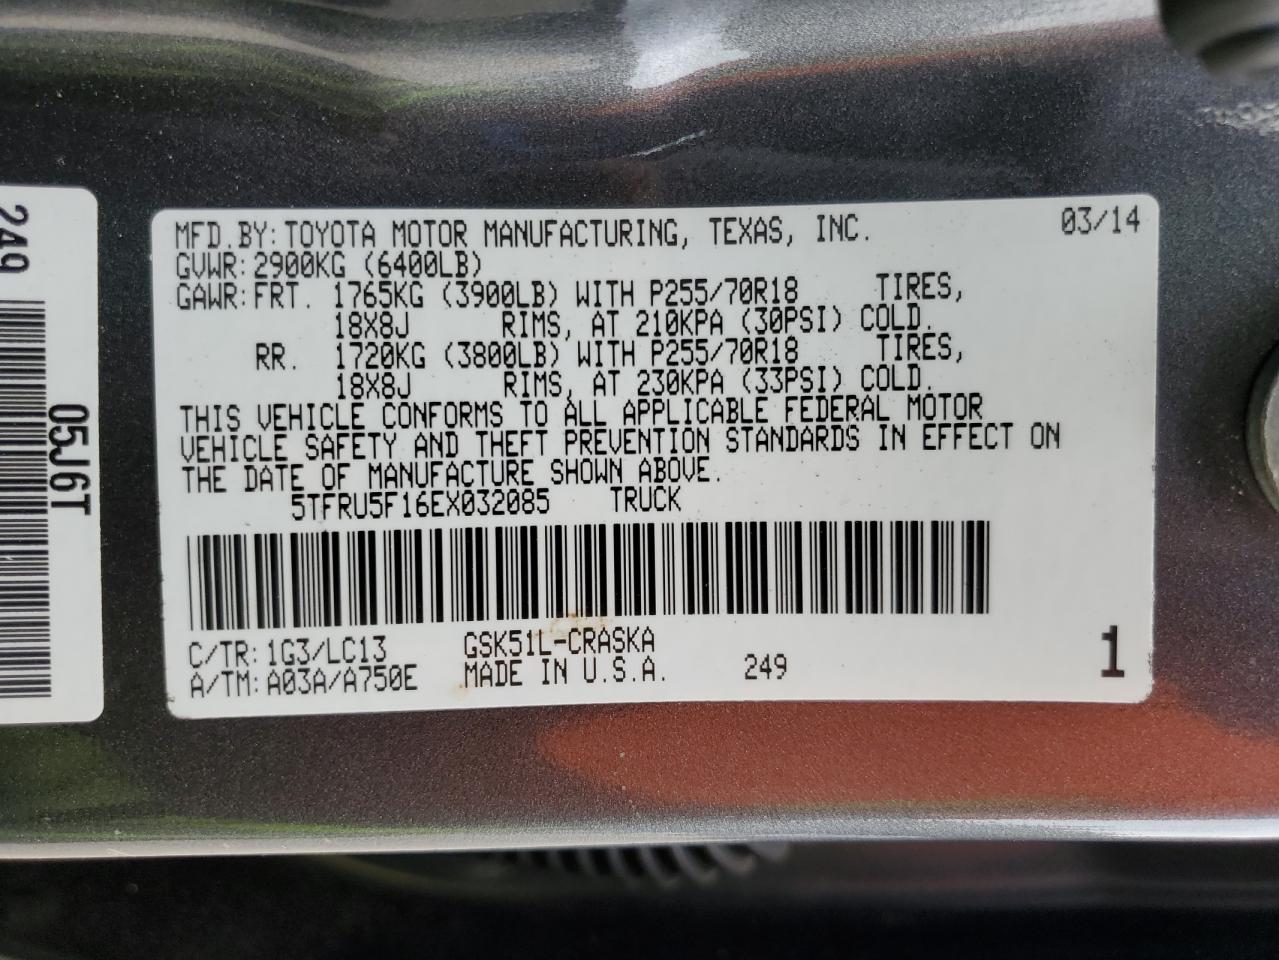 MFD.BY:TOYOTA MOTOR MANUFACTURING, TEXAS, INC. 03/14
GVWR:2900KG (6400LB)
GAWR:FRT. 1765KG (3900LB) WITH P255/70R18 TIRES,
18X8J RIMS, AT 210KPA (30PSI) COLD.
RR. 1720KG (3800LB) WITH P255/70R18 TIRES,
18X8J RIMS, AT 230KPA (33PSI) COLD.
THIS VEHICLE CONFORMS TO ALL APPLICABLE FEDERAL MOTOR
VEHICLE SAFETY AND THEFT PREVENTION STANDARDS IN EFFECT ON
THE DATE OF MANUFACTURE SHOWN ABOVE.
5TFRU5F16EX032085 TRUCK
C/TR:1G3/LC13 GSK51L-CRASKA
A/TM:A03A/A750E MADE IN U.S.A. 249 1
249
05J6T